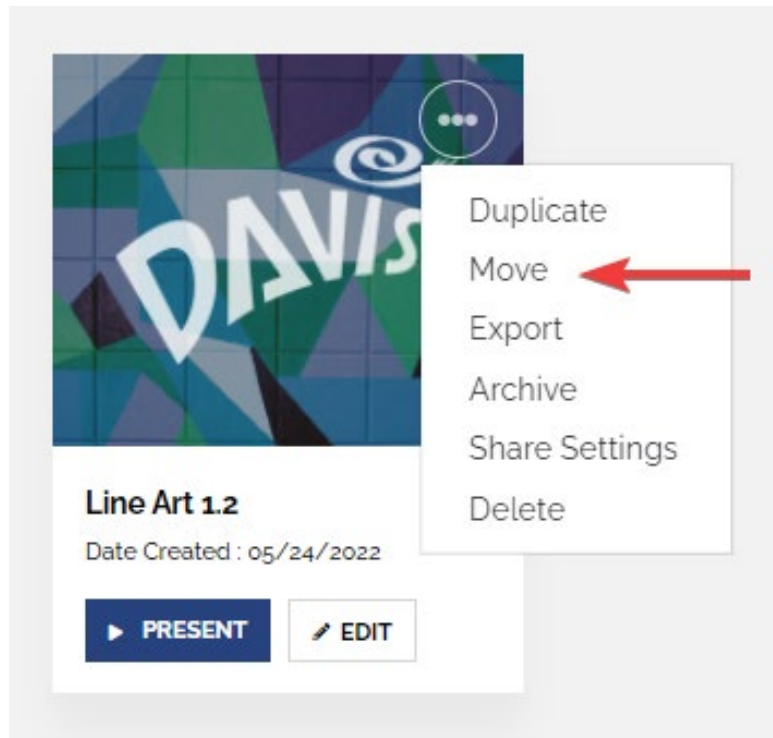 DAVIS
Duplicate
Move
Export
Archive
Share Settings
Delete
Line Art 1.2
Date Created : 05/24/2022
PRESENT
EDIT